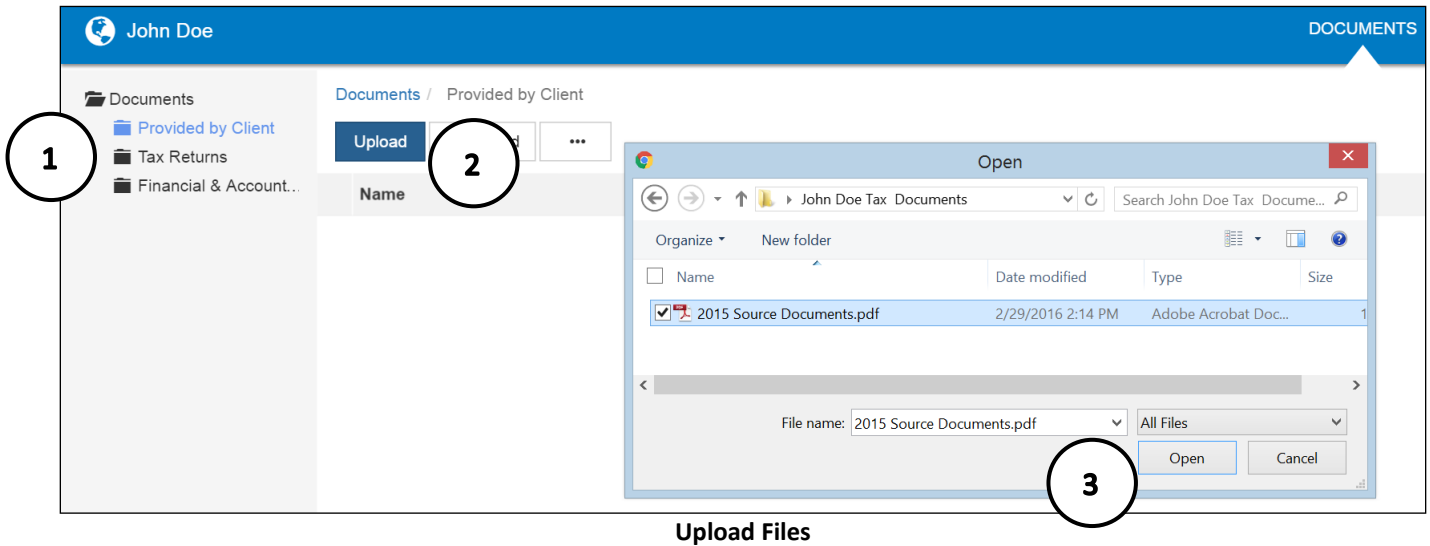 John Doe
DOCUMENTS
Documents
Provided by Client
Tax Returns
Financial & Account...
1
Documents / Provided by Client
Upload
2
•••
Name
Open
John Doe Tax Documents
Search John Doe Tax Docume...
Organize
New folder
Name
Date modified
Type
Size
2015 Source Documents.pdf
2/29/2016 2:14 PM
Adobe Acrobat Doc...
1
File name:
2015 Source Documents.pdf
All Files
Open
Cancel
3
Upload Files